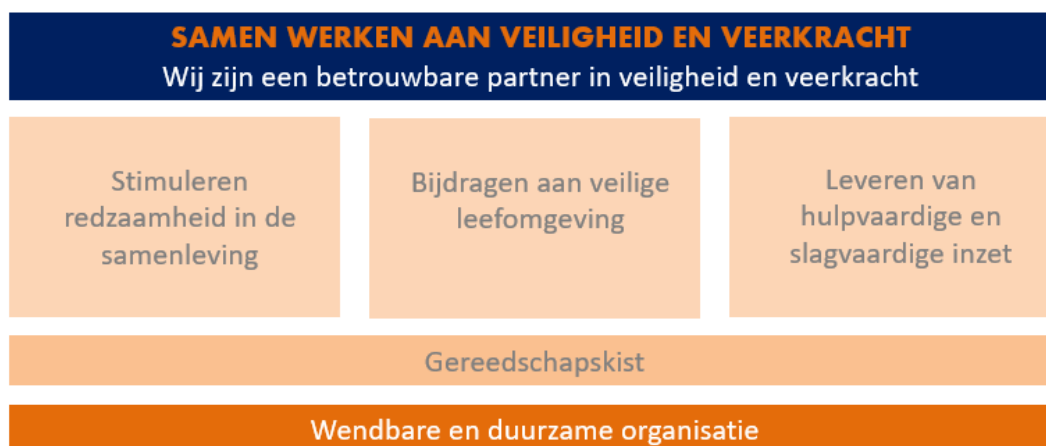 SAMEN WERKEN AAN VEILIGHEID EN VEERKRACHT
Wij zijn een betrouwbare partner in veiligheid en veerkracht
Stimuleren
redzaamheid in de
samenleving
Bijdragen aan veilige
leefomgeving
Leveren van
hulpvaardige en
slagvaardige inzet
Gereedschapskist
Wendbare en duurzame organisatie